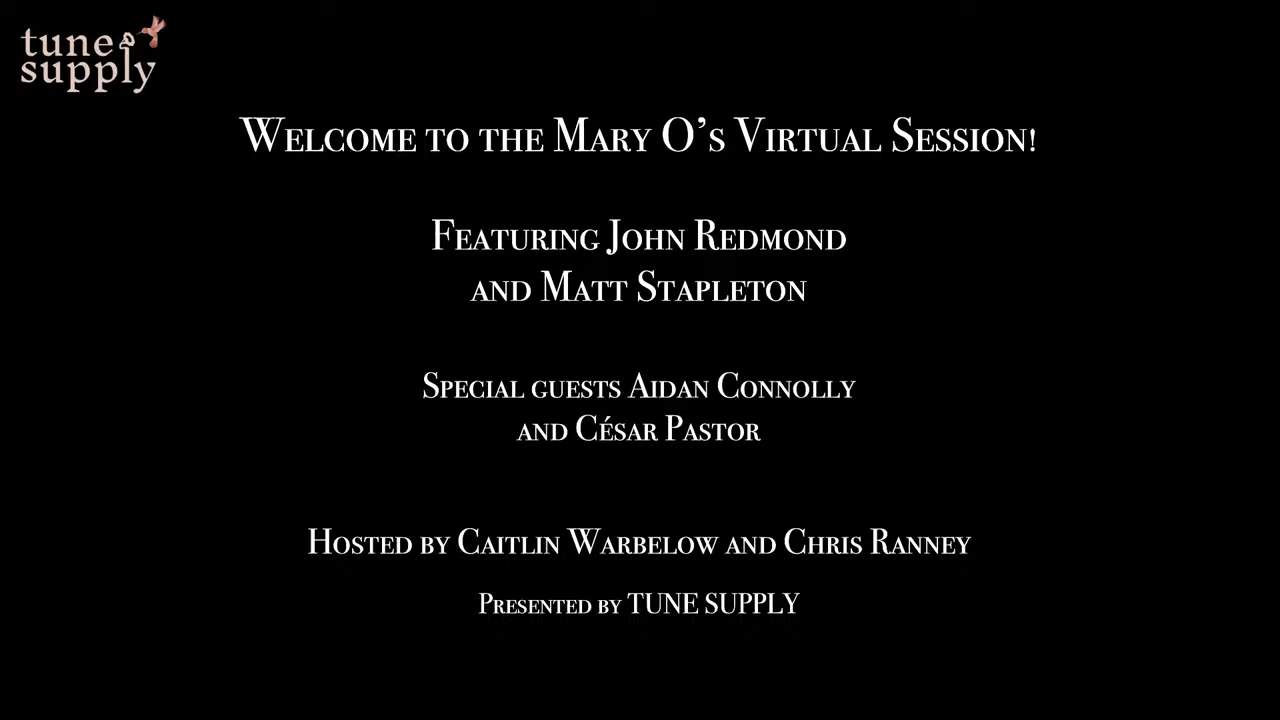 tune
supply
Welcome to the Mary O's Virtual Session!
Featuring John Redmond
and Matt Stapleton
Special guests Aidan Connolly
and César Pastor
Hosted by Caitlin Warbelow and Chris Ranney
Presented by TUNE SUPPLY